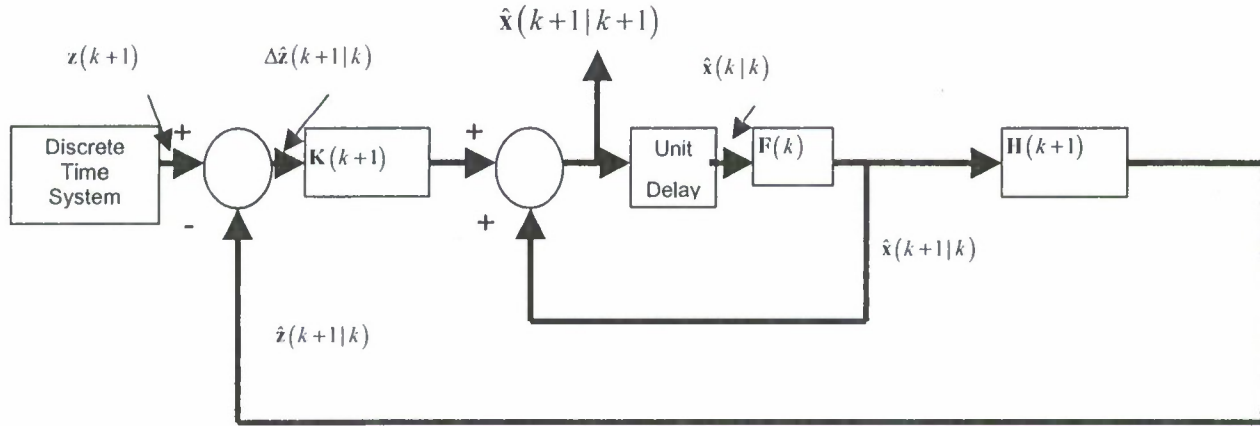 x̂(k+1|k+1)
z(k+1)
Δẑ(k+1|k)
x̂(k|k)
+
+
Discrete
Time
System
K(k+1)
Unit
Delay
F(k)
H(k+1)
-
+
x̂(k+1|k)
ẑ(k+1|k)